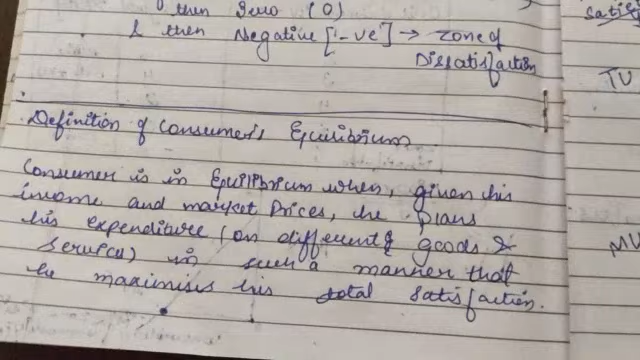 then Zero (0)
& then Negative [-ve] → Zone of
Dissatisfaction
TU
Definition of Consumer's Equilibrium
Consumer is in Equilibrium when, given his
income and market Prices, he plans
his expenditure (on different goods &
services) in such a manner that
he maximises his total satisfaction.
MU